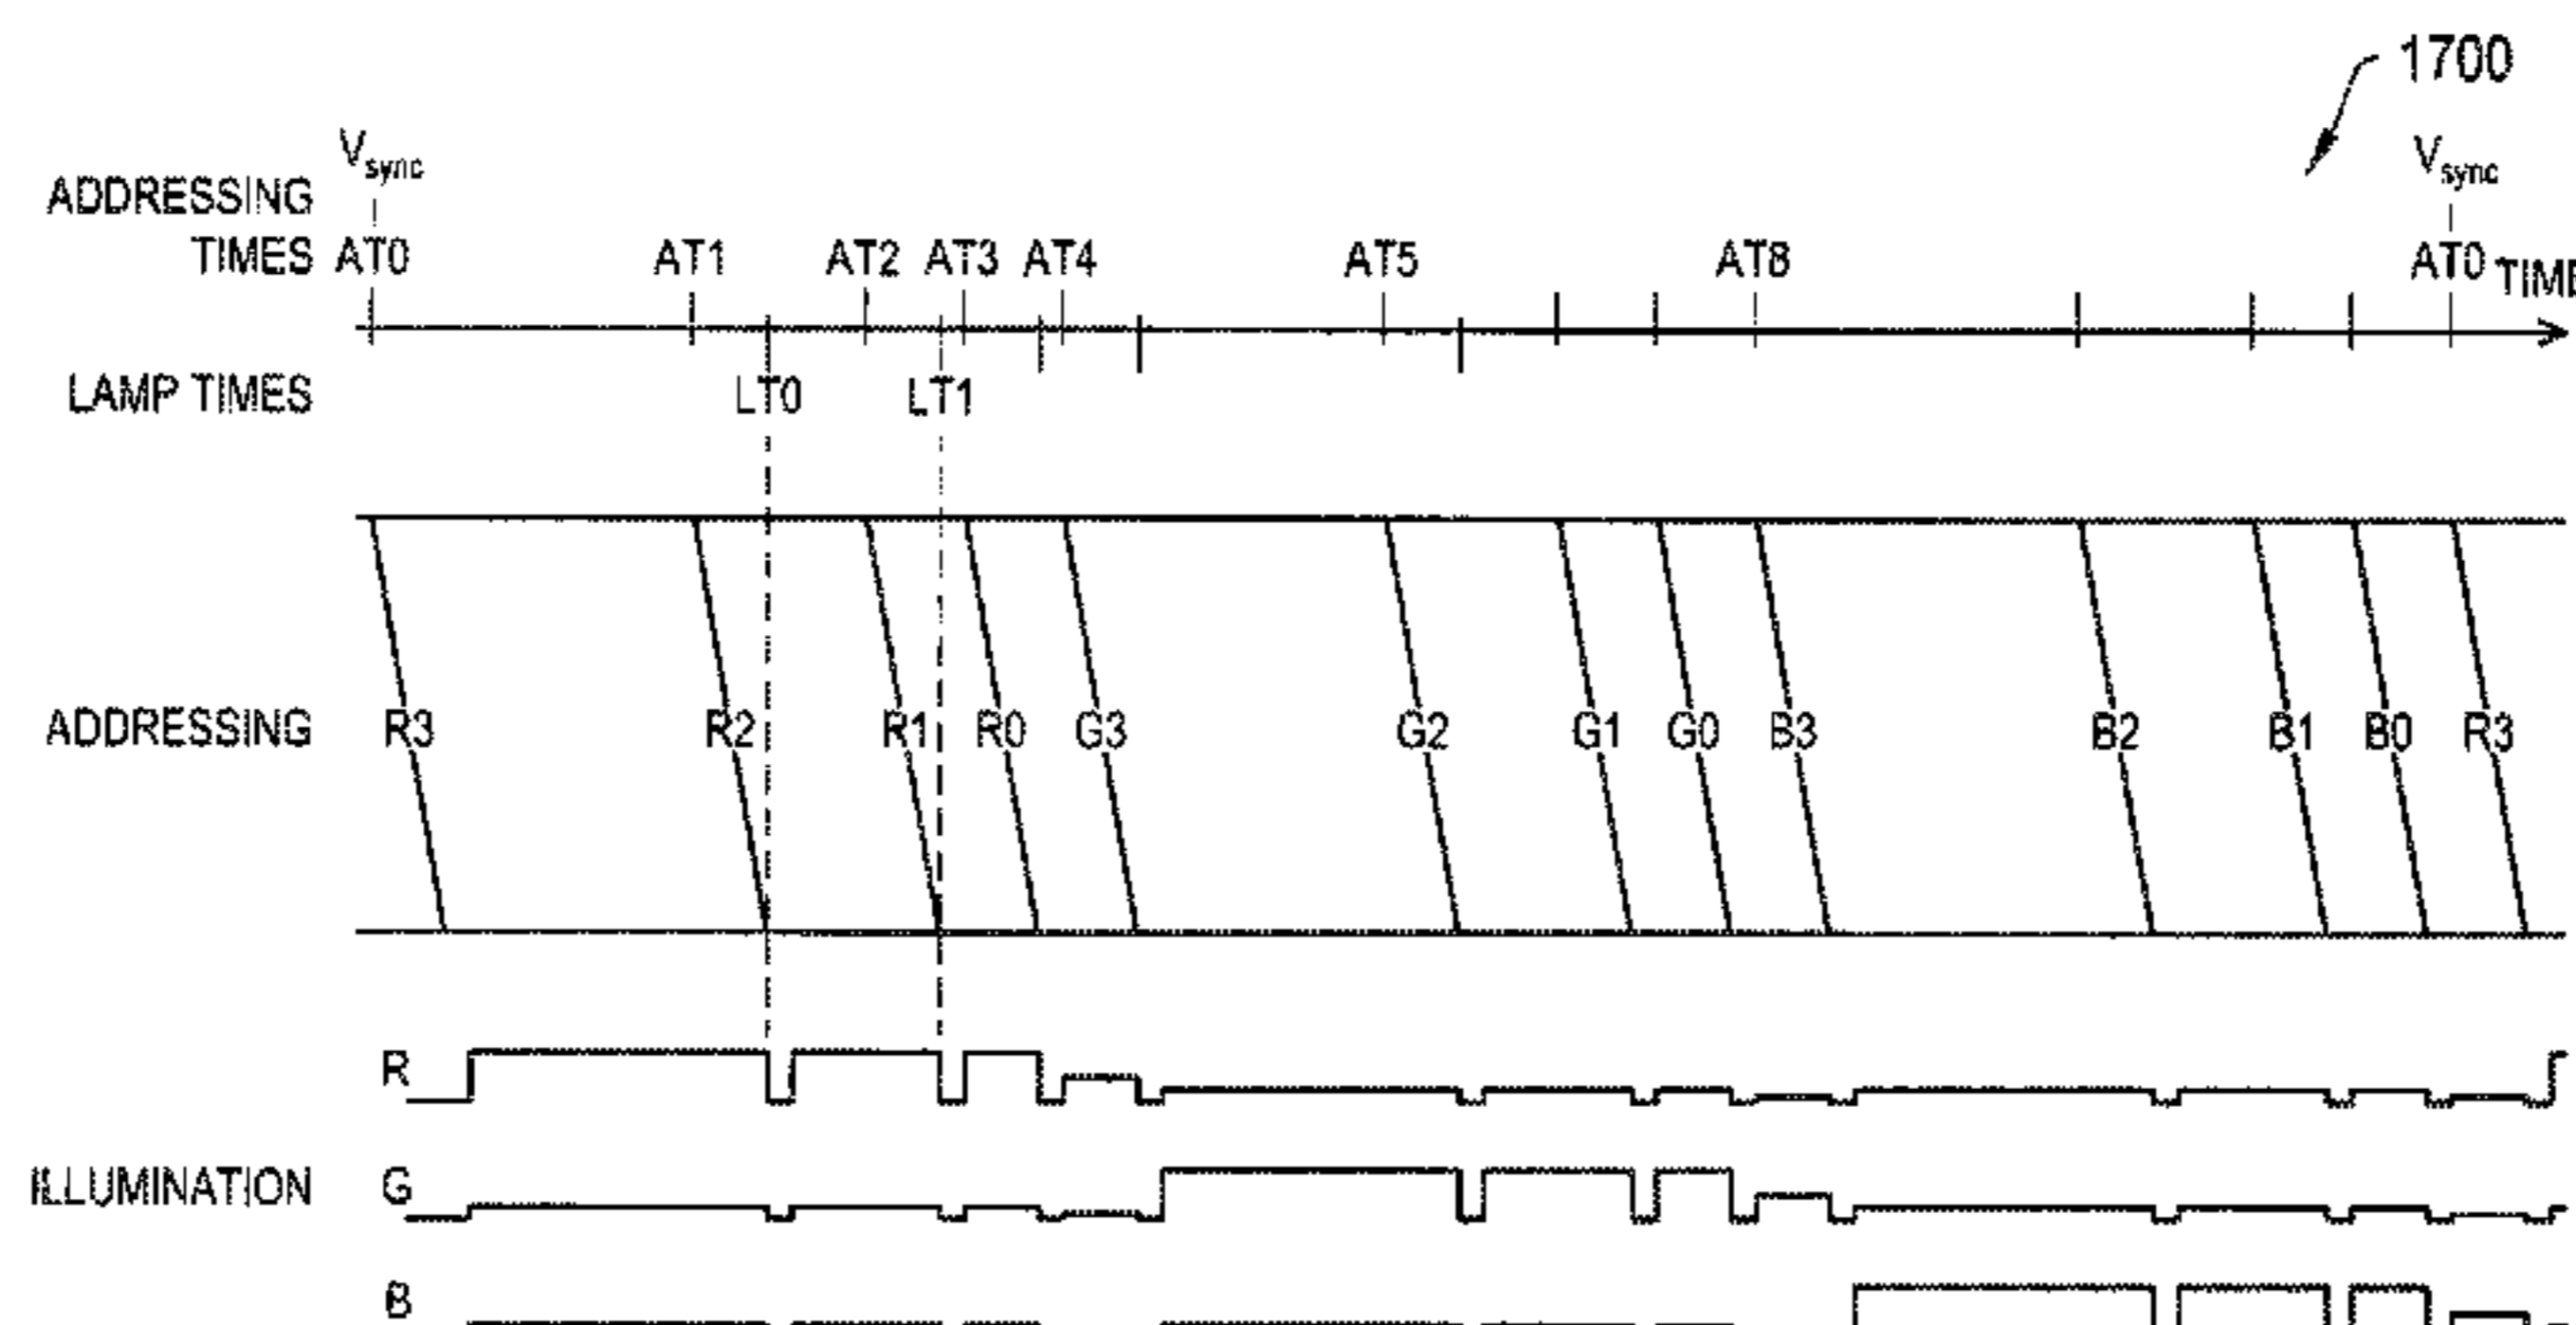 1700
Vsync Vsync
ADDRESSING
TIMES AT0 AT1 AT2 AT3 AT4 AT5 AT8 AT0 TIME
LAMP TIMES LT0 LT1
ADDRESSING R3 R2 R1 R0 G3 G2 G1 G0 B3 B2 B1 B0 R3
R
ILLUMINATION G
B